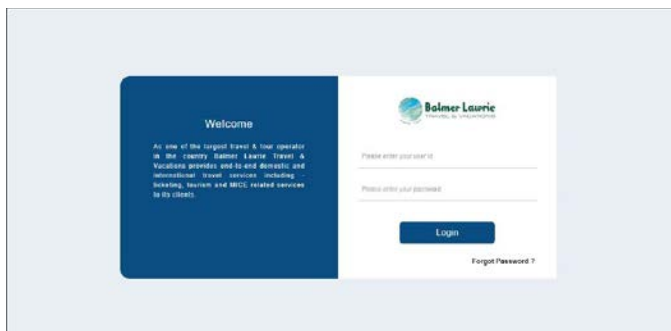 Welcome
As one of the largest travel & tour operator
in the country Balmer Lawrie Travel &
Vacations provides end-to-end domestic and
international travel services including -
ticketing, tourism and MICE related services
to its clients.
Balmer Lawrie
TRAVEL & VACATIONS
Please enter your user id
Please enter your password
Login
Forgot Password ?